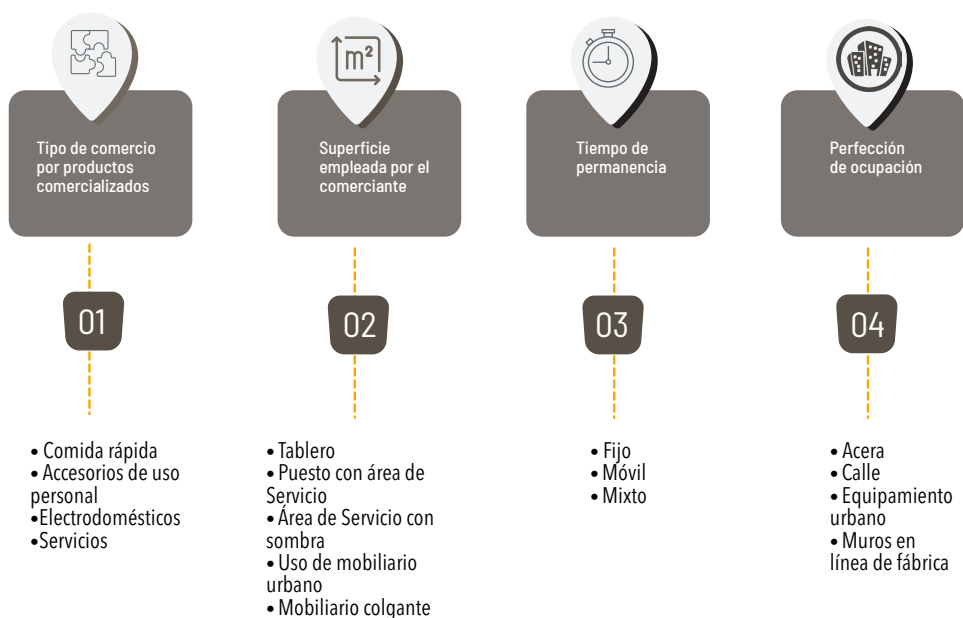 Tipo de comercio
por productos
comercializados
01
• Comida rápida
• Accesorios de uso
personal
•Electrodomésticos
•Servicios
m²
Superficie
empleada por el
comerciante
02
• Tablero
• Puesto con área de
Servicio
• Área de Servicio con
sombra
• Uso de mobiliario
urbano
• Mobiliario colgante
Tiempo de
permanencia
03
• Fijo
• Móvil
• Mixto
Perfección
de ocupación
04
• Acera
• Calle
• Equipamiento
urbano
• Muros en
línea de fábrica